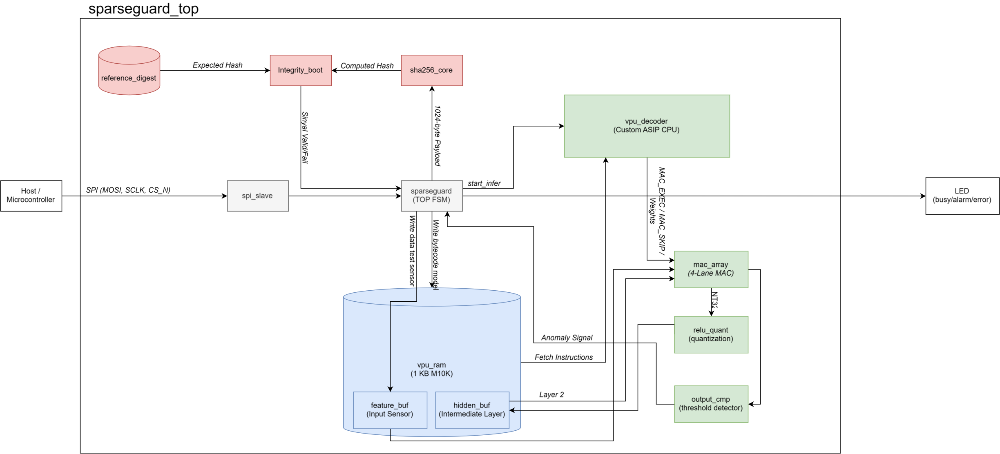 sparseguard_top
reference_digest
Expected Hash
Integrity_boot
Computed Hash
sha256_core
Sinyal Valid/Fail
1024-byte Payload
vpu_decoder
(Custom ASIP CPU)
Host /
Microcontroller
SPI (MOSI, SCLK, CS_N)
spi_slave
sparseguard
(TOP FSM)
start_infer
MAC_EXEC / MAC_SKIP /
Weights
LED
(busy/alarm/error)
Write data test sensor
Write bytecode model
mac_array
(4-Lane MAC)
NT32
relu_quant
(quantization)
Anomaly Signal
Fetch Instructions
vpu_ram
(1 KB M10K)
Layer 2
feature_buf
(Input Sensor)
hidden_buf
(Intermediate Layer)
output_cmp
(threshold detector)